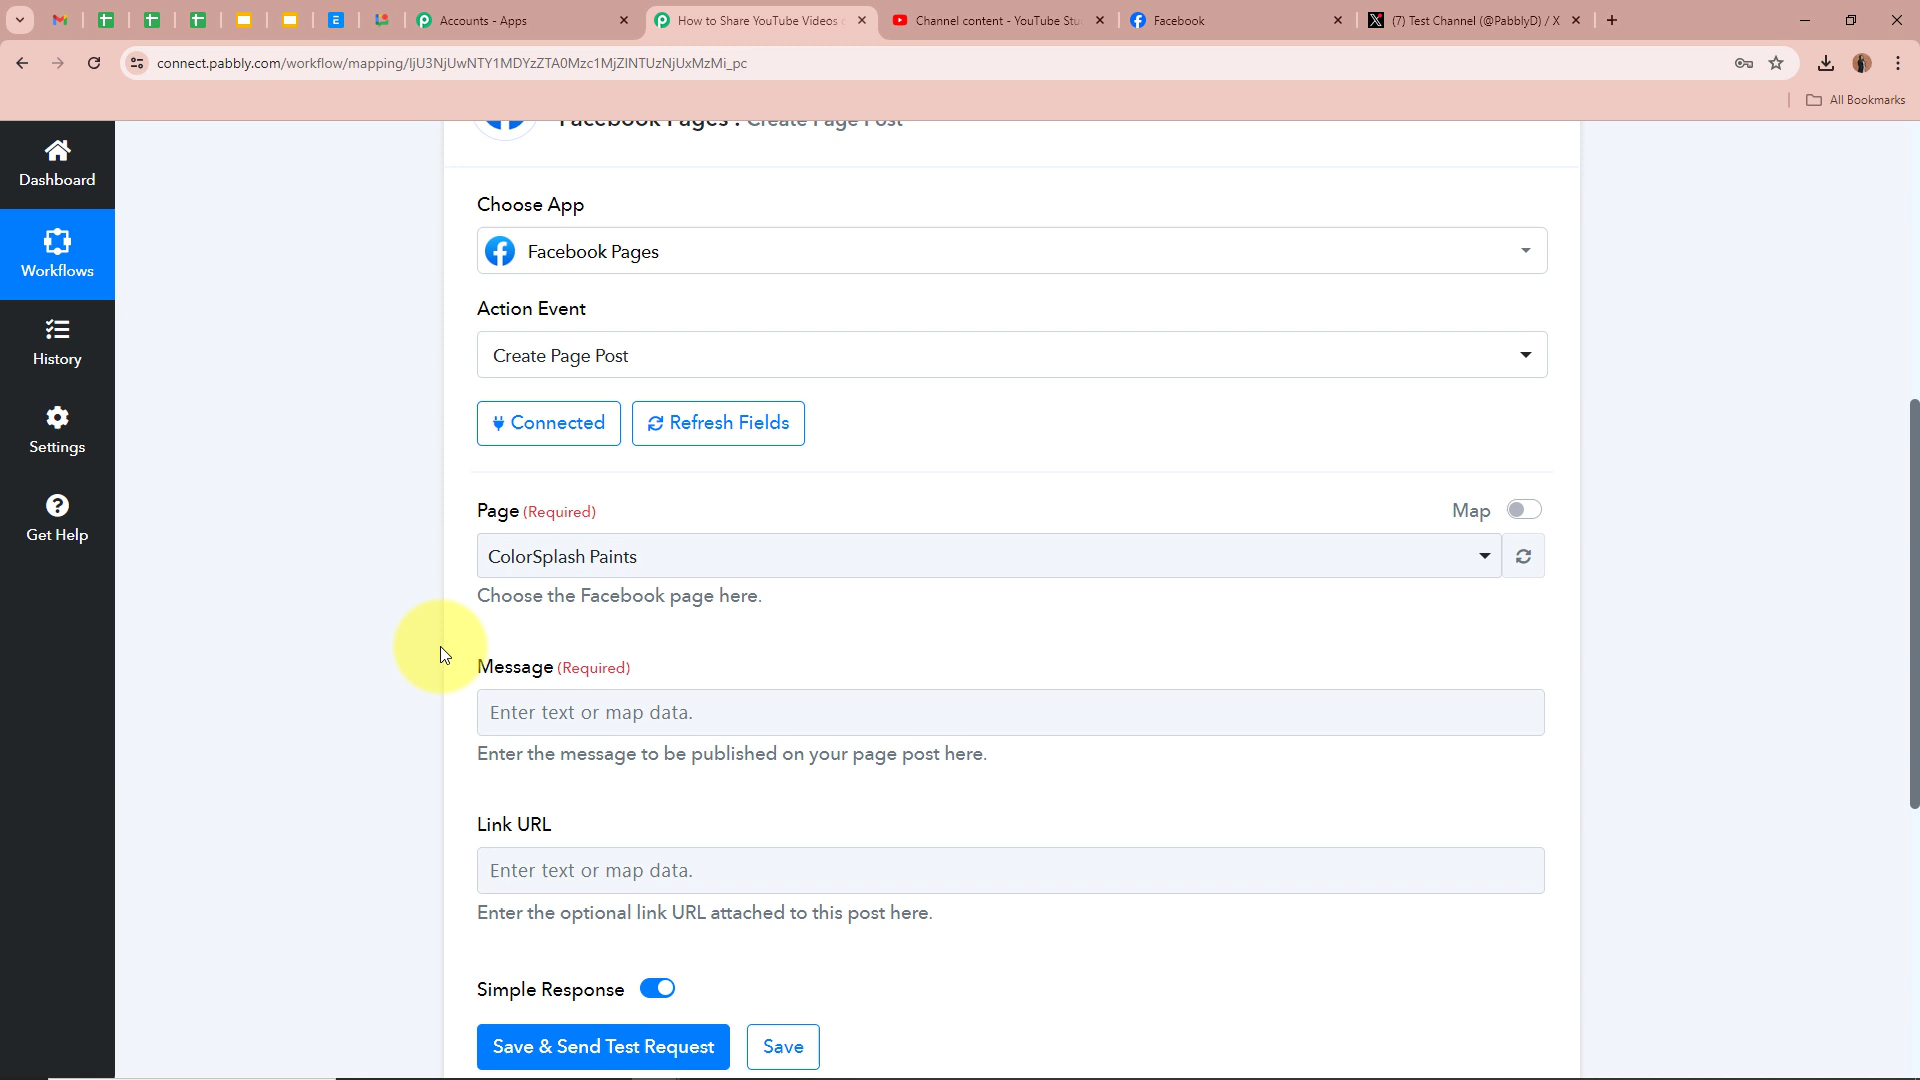 Accounts - Apps
How to Share YouTube Videos
Channel content - YouTube Stu
Facebook
(7) Test Channel (@PabblyD) / X
connect.pabbly.com/workflow/mapping/IjU3NjUwNTY1MDYzZTA0Mzc1MjZlNTUzNjUxMzMi_pc
All Bookmarks
Dashboard
Workflows
History
Settings
Get Help
Facebook Pages : Create Page Post
Choose App
Facebook Pages
Action Event
Create Page Post
Connected
Refresh Fields
Page (Required)
Map
ColorSplash Paints
Choose the Facebook page here.
Message (Required)
Enter text or map data.
Enter the message to be published on your page post here.
Link URL
Enter text or map data.
Enter the optional link URL attached to this post here.
Simple Response
Save & Send Test Request
Save